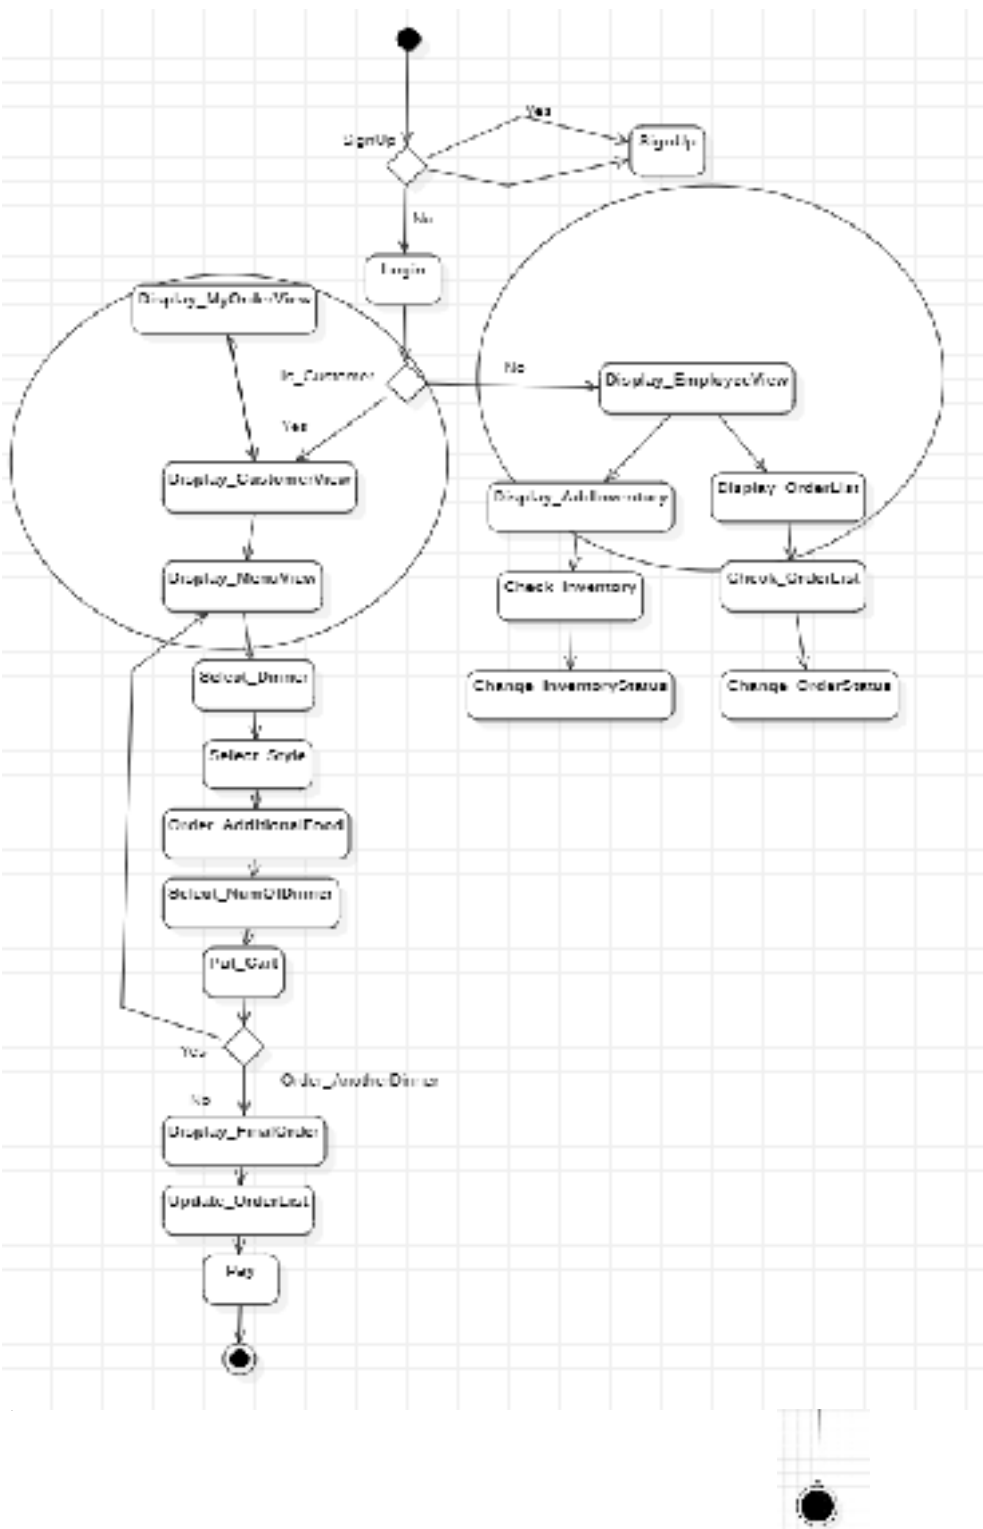 Yes
SignUp
SignUp
No
Login
Display_MyOrderView
Is_Customer
No
Display_EmployeeView
Yes
Display_CustomerView
Display_OrderList
Display_AddInventory
Display_MenuView
Check_Inventory
Check_OrderList
Select_Dinner
Change_InventoryStatus
Change_OrderStatus
Select_Style
Order_AdditionalFood
Select_NumOfDinner
Put_Cart
Yes
Order_AnotherDinner
No
Display_FinalOrder
Update_OrderList
Pay